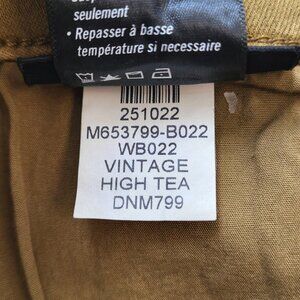 seulement
• Repasser à basse
température si necessaire
251022
M653799-B022
WB022
VINTAGE
HIGH TEA
DNM799